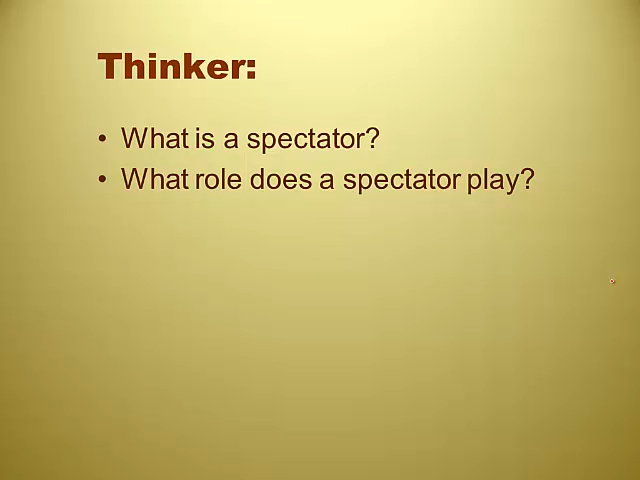 Thinker:
• What is a spectator?
• What role does a spectator play?